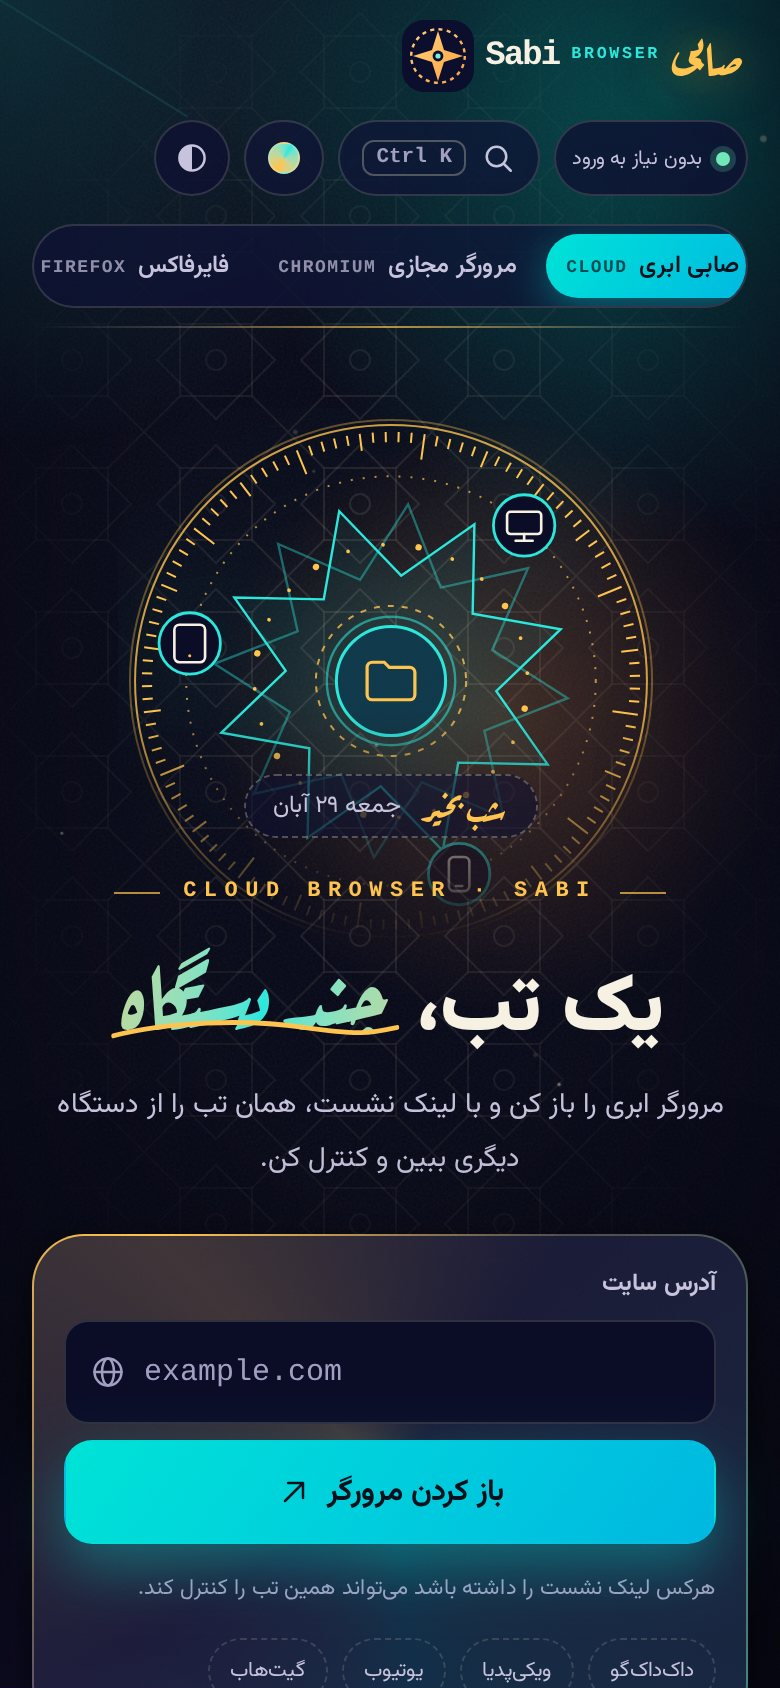 صابی BROWSER Sabi
بدون نیاز به ورود
Ctrl K
صابی ابری CLOUD
مرورگر مجازی CHROMIUM
فایرفاکس FIREFOX
شب بخیر جمعه ۲۹ آبان
CLOUD BROWSER · SABI
یک تب، چند دستگاه
مرورگر ابری را باز کن و با لینک نشست، همان تب را از دستگاه
دیگری ببین و کنترل کن.
آدرس سایت
example.com
باز کردن مرورگر
هرکس لینک نشست را داشته باشد می‌تواند همین تب را کنترل کند.
داک‌داک‌گو
ویکی‌پدیا
یوتیوب
گیت‌هاب